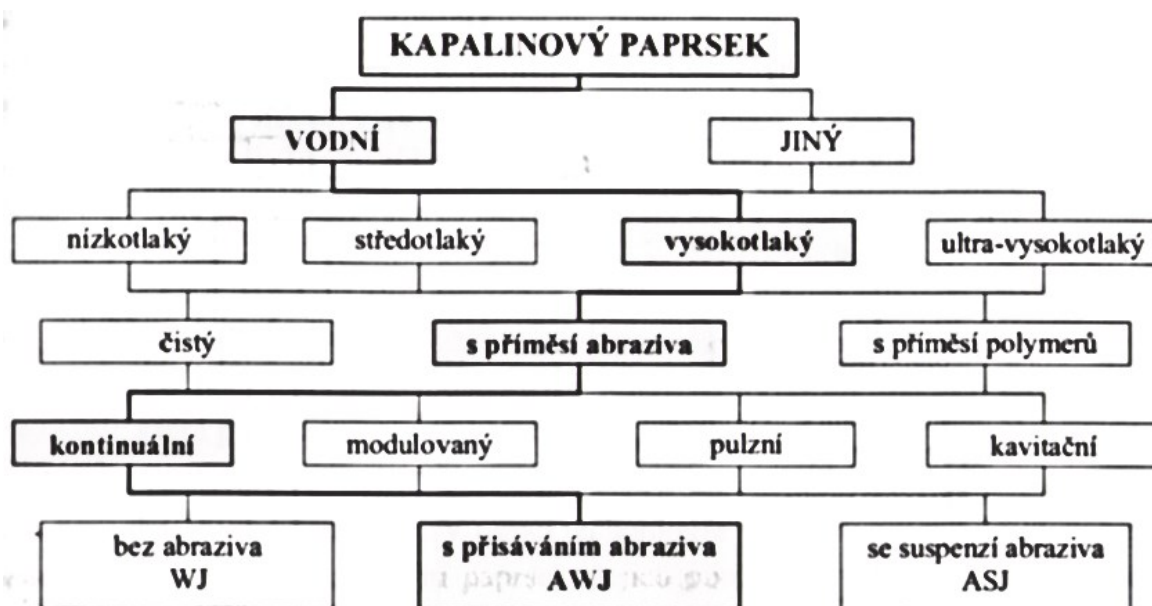 KAPALINOVÝ PAPRSEK
VODNÍ
JINÝ
nízkotlaký
středotlaký
vysokotlaký
ultra-vysokotlaký
čistý
s příměsí abraziva
s příměsí polymerů
kontinuální
modulovaný
pulzní
kavitační
bez abraziva
WJ
s přisáváním abraziva
AWJ
se suspenzí abraziva
ASJ